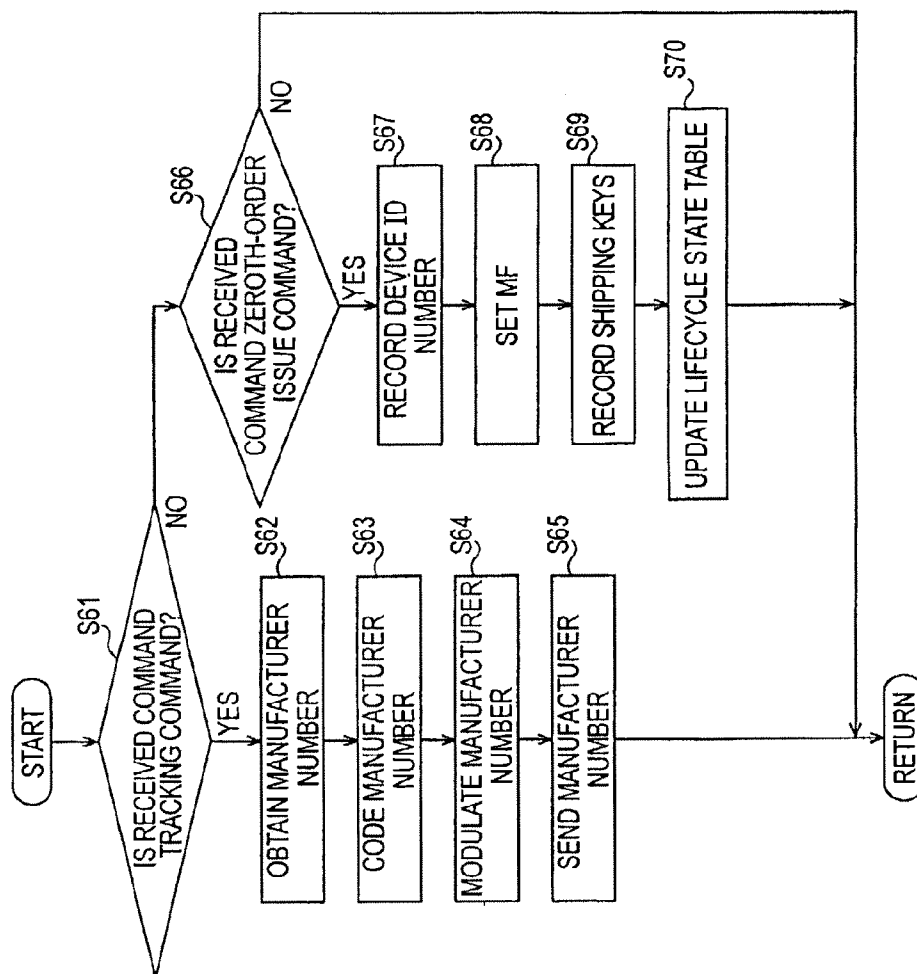 START
S61
IS RECEIVED COMMAND
TRACKING COMMAND?
NO
YES
S62
OBTAIN MANUFACTURER
NUMBER
S63
CODE MANUFACTURER
NUMBER
S64
MODULATE MANUFACTURER
NUMBER
S65
SEND MANUFACTURER
NUMBER
S66
IS RECEIVED
COMMAND ZEROTH-ORDER
ISSUE COMMAND?
NO
YES
S67
RECORD DEVICE ID
NUMBER
S68
SET MF
S69
RECORD SHIPPING KEYS
S70
UPDATE LIFECYCLE STATE TABLE
RETURN